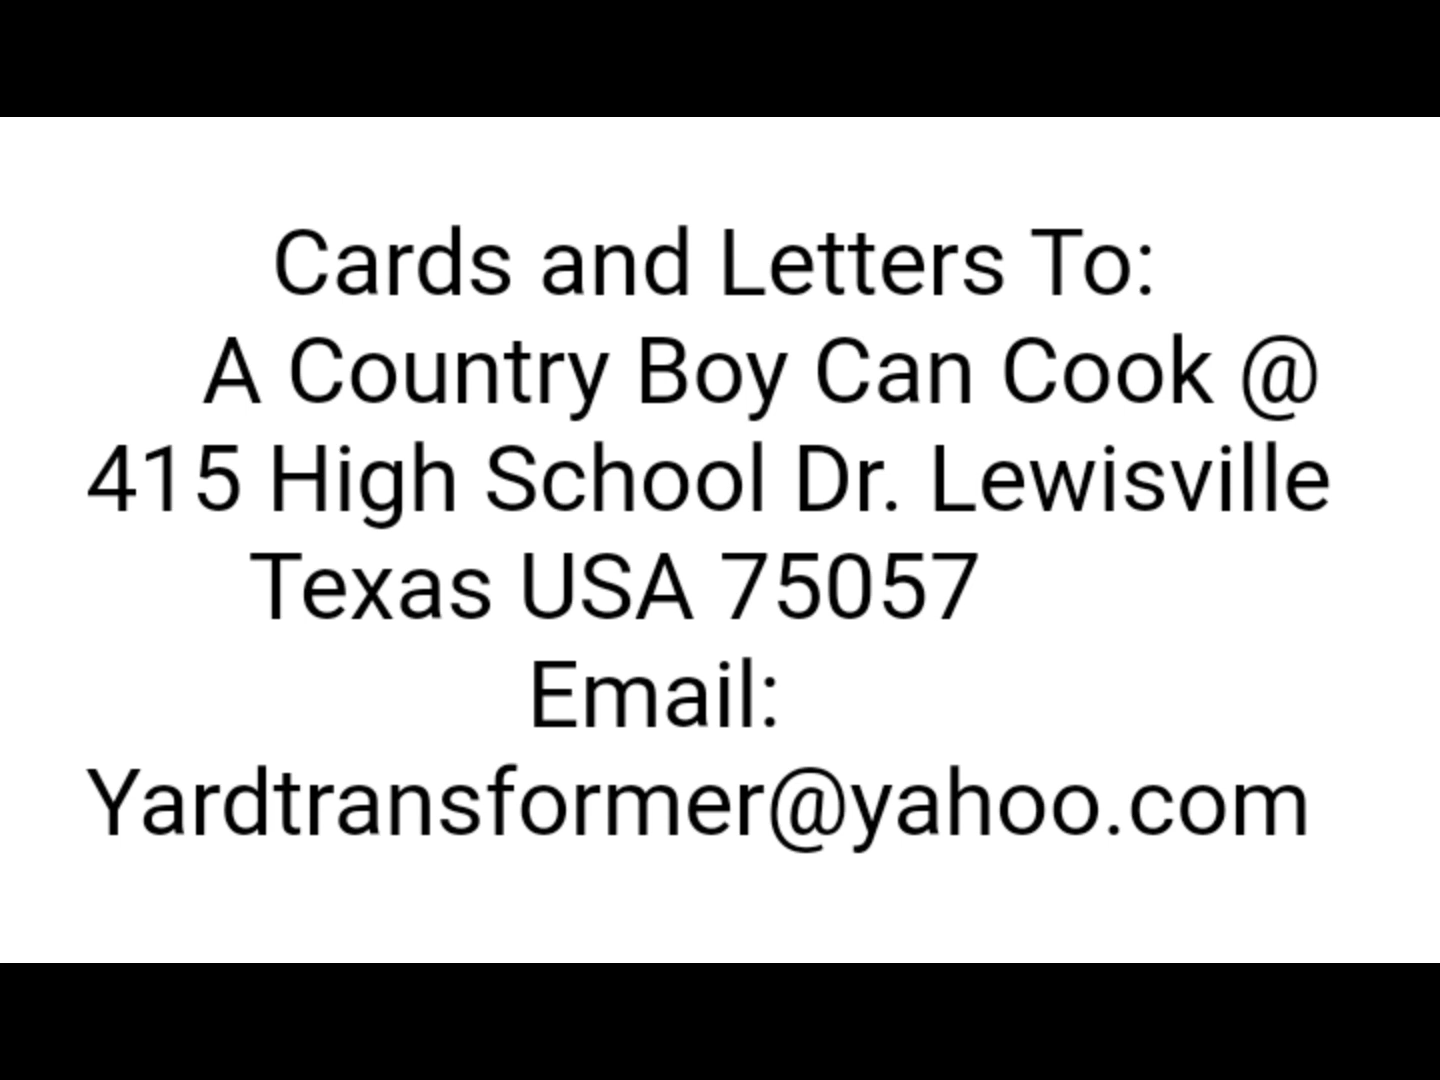 Cards and Letters To:
A Country Boy Can Cook @
415 High School Dr. Lewisville
Texas USA 75057
Email:
Yardtransformer@yahoo.com